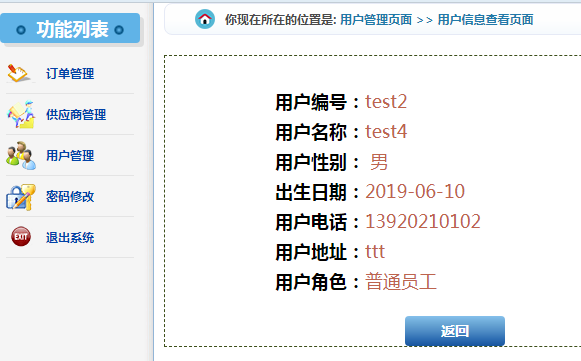 功能列表
订单管理
供应商管理
用户管理
密码修改
EXIT 退出系统
你现在所在的位置是: 用户管理页面 >> 用户信息查看页面
用户编号：test2
用户名称：test4
用户性别： 男
出生日期：2019-06-10
用户电话：13920210102
用户地址：ttt
用户角色：普通员工
返回